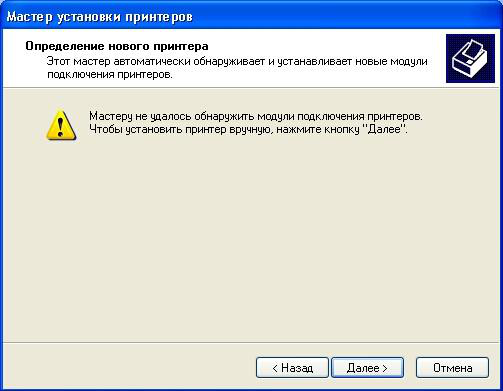 Мастер установки принтеров
Определение нового принтера
Этот мастер автоматически обнаруживает и устанавливает новые модули
подключения принтеров.
Мастеру не удалось обнаружить модули подключения принтеров.
Чтобы установить принтер вручную, нажмите кнопку "Далее".
< Назад
Далее >
Отмена